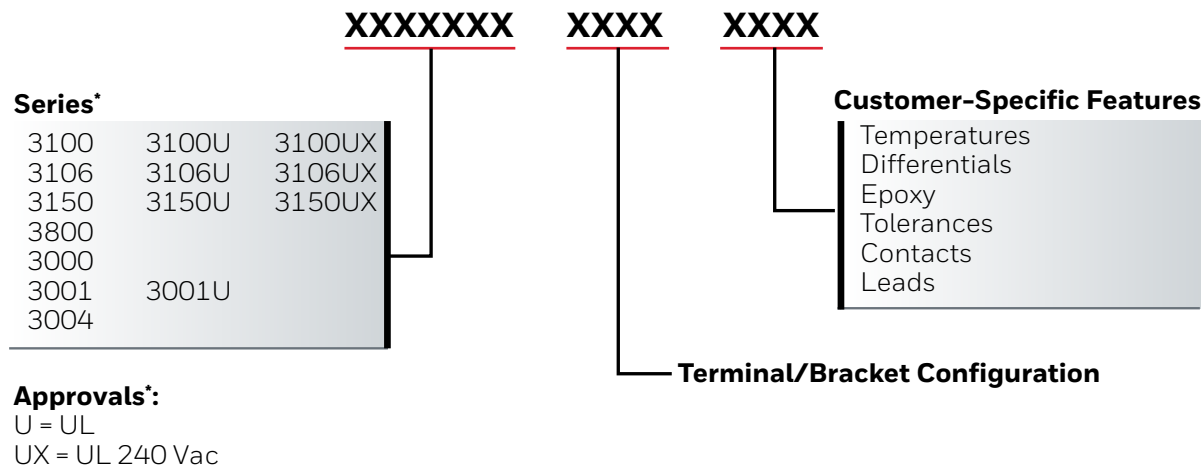 XXXXXXX XXXX XXXX
Series*
3100 3100U 3100UX
3106 3106U 3106UX
3150 3150U 3150UX
3800
3000
3001 3001U
3004
Customer-Specific Features
Temperatures
Differentials
Epoxy
Tolerances
Contacts
Leads
Terminal/Bracket Configuration
Approvals*:
U = UL
UX = UL 240 Vac